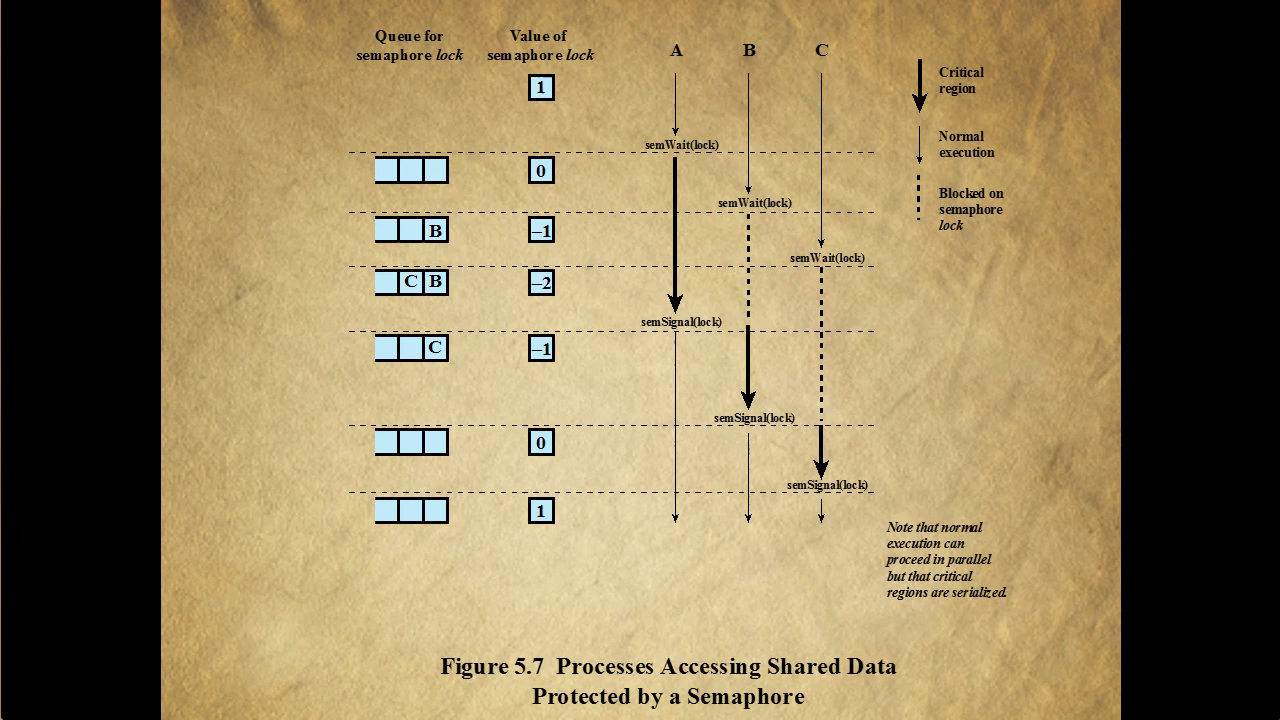 Queue for
semaphore lock
Value of
semaphore lock
A
B
C
1
Critical
region
Normal
execution
Blocked on
semaphore
lock
semWait(lock)
0
semWait(lock)
B
–1
semWait(lock)
C B
–2
semSignal(lock)
C
–1
semSignal(lock)
0
semSignal(lock)
1
Note that normal
execution can
proceed in parallel
but that critical
regions are serialized.
Figure 5.7 Processes Accessing Shared Data
Protected by a Semaphore